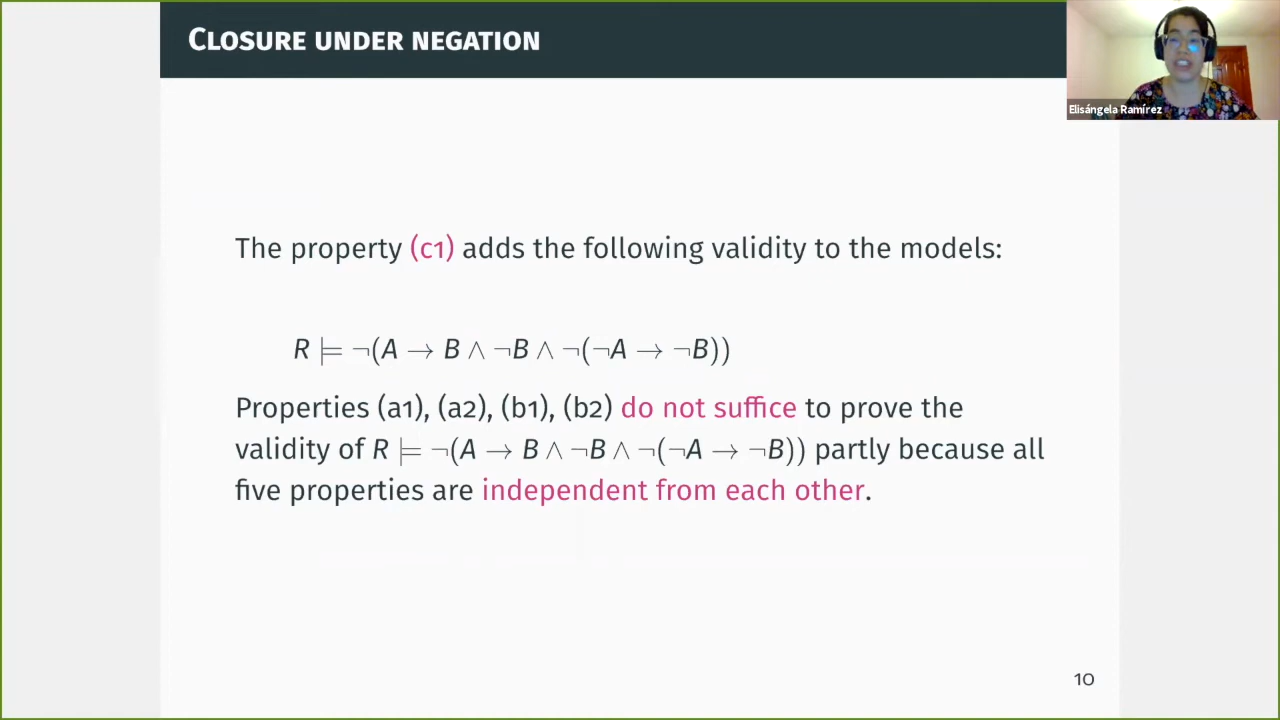 CLOSURE UNDER NEGATION
Elisángela Ramírez
The property (c1) adds the following validity to the models:
R ⊨ ¬(A → B ∧ ¬B ∧ ¬(¬A → ¬B))
Properties (a1), (a2), (b1), (b2) do not suffice to prove the
validity of R ⊨ ¬(A → B ∧ ¬B ∧ ¬(¬A → ¬B)) partly because all
five properties are independent from each other.
10